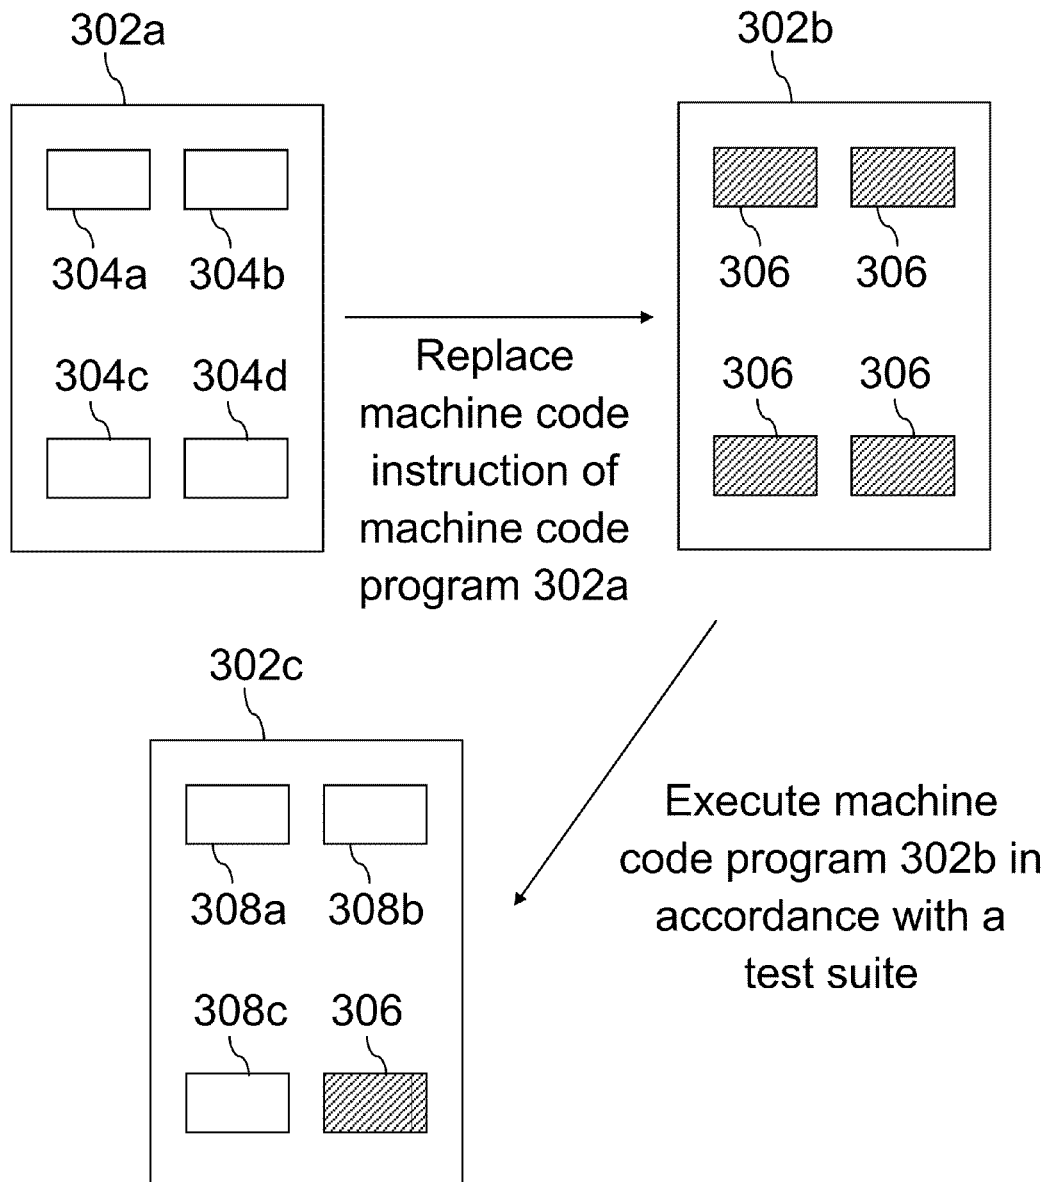 302a
302b
304a 304b
306 306
304c 304d
306 306
Replace
machine code
instruction of
machine code
program 302a
302c
308a 308b
308c 306
Execute machine
code program 302b in
accordance with a
test suite